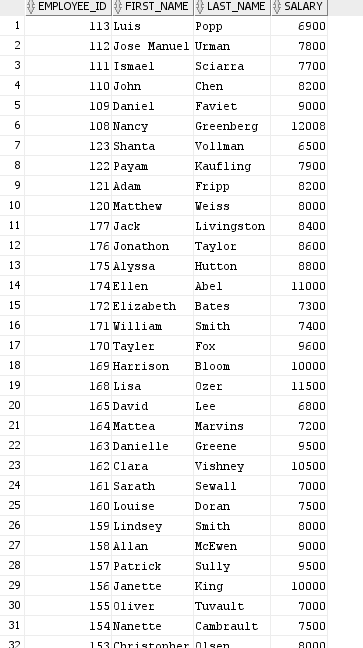 EMPLOYEE_ID FIRST_NAME LAST_NAME SALARY
1 113 Luis Popp 6900
2 112 Jose Manuel Urman 7800
3 111 Ismael Sciarra 7700
4 110 John Chen 8200
5 109 Daniel Faviet 9000
6 108 Nancy Greenberg 12008
7 123 Shanta Vollman 6500
8 122 Payam Kaufling 7900
9 121 Adam Fripp 8200
10 120 Matthew Weiss 8000
11 177 Jack Livingston 8400
12 176 Jonathon Taylor 8600
13 175 Alyssa Hutton 8800
14 174 Ellen Abel 11000
15 172 Elizabeth Bates 7300
16 171 William Smith 7400
17 170 Tayler Fox 9600
18 169 Harrison Bloom 10000
19 168 Lisa Ozer 11500
20 165 David Lee 6800
21 164 Mattea Marvins 7200
22 163 Danielle Greene 9500
23 162 Clara Vishney 10500
24 161 Sarath Sewall 7000
25 160 Louise Doran 7500
26 159 Lindsey Smith 8000
27 158 Allan McEwen 9000
28 157 Patrick Sully 9500
29 156 Janette King 10000
30 155 Oliver Tuvault 7000
31 154 Nanette Cambrault 7500
32 153 Christopher Olsen 8000